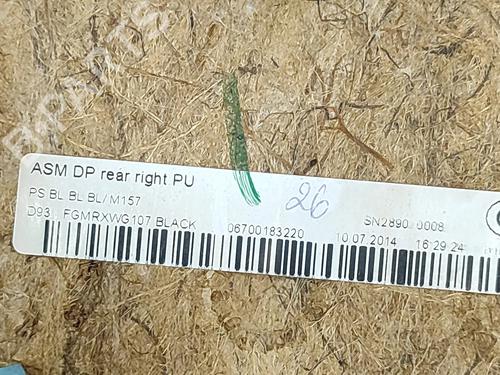 B-PARTS
ASM DP rear right PU
PS BL BL BL/ M157
D93 FGMRXWG107 BLACK 06700183220
26
SN2890 0008
10.07.2014 16:29:24